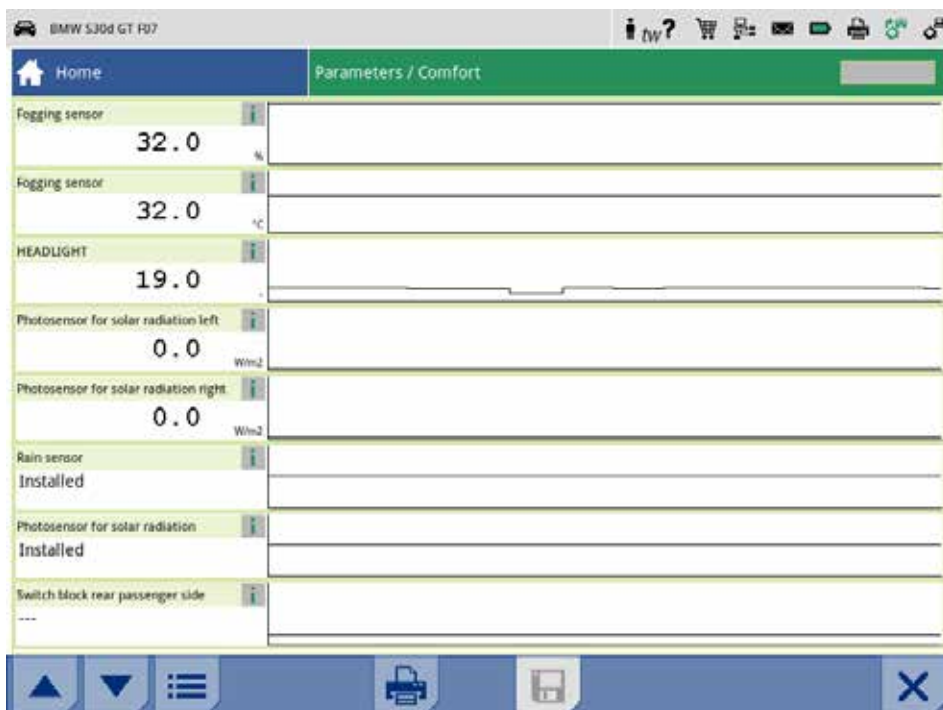 BMW 530d GT F07
tw?
Home
Parameters / Comfort
Fogging sensor
32.0
%
Fogging sensor
32.0
°C
HEADLIGHT
19.0
Photosensor for solar radiation left
0.0
W/m2
Photosensor for solar radiation right
0.0
W/m2
Rain sensor
Installed
Photosensor for solar radiation
Installed
Switch block rear passenger side
---